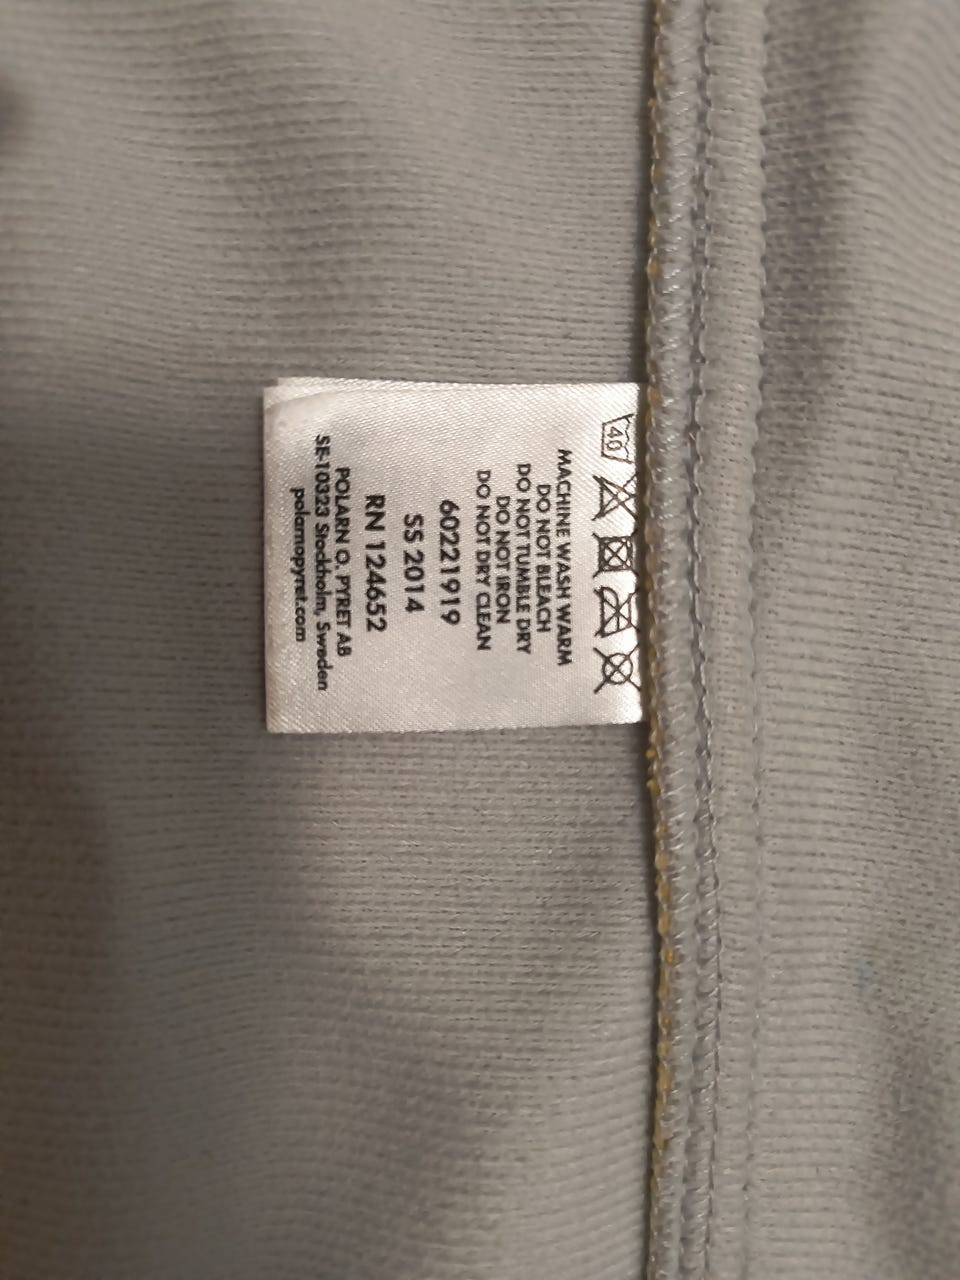 40
MACHINE WASH WARM
DO NOT BLEACH
DO NOT TUMBLE DRY
DO NOT IRON
DO NOT DRY CLEAN
60221919
SS 2014
RN 124652
POLARN O. PYRET AB
SE-10323 Stockholm, Sweden
polarnopyret.com